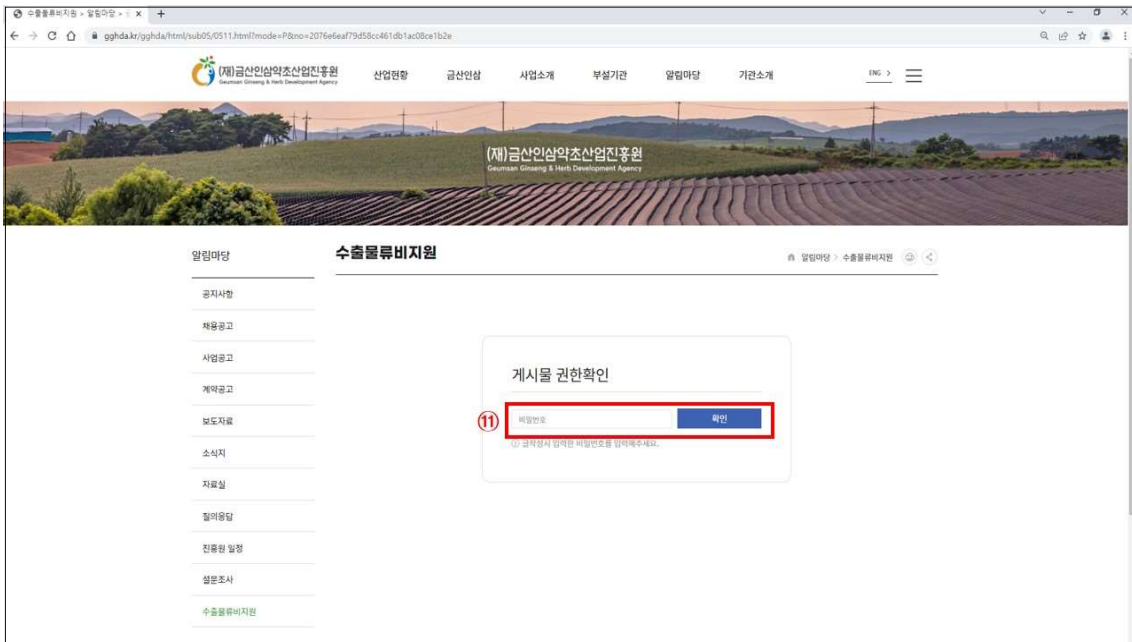 수출물류비지원 > 알림마당 >
gghda.kr/gghda/html/sub05/0511.html?mode=P&no=2076e6eaf79d58cc461db1ac08ce1b2e
(재)금산인삼약초산업진흥원
Geumsan Ginseng & Herb Development Agency
산업현황 금산인삼 사업소개 부설기관 알림마당 기관소개 ENG >
(재)금산인삼약초산업진흥원
Geumsan Ginseng & Herb Development Agency
알림마당
수출물류비지원
알림마당 > 수출물류비지원
공지사항
채용공고
사업공고
계약공고
보도자료
소식지
자료실
질의응답
진흥원 일정
설문조사
수출물류비지원
게시물 권한확인
⑪ 비밀번호 확인
글작성시 입력한 비밀번호를 입력해주세요.